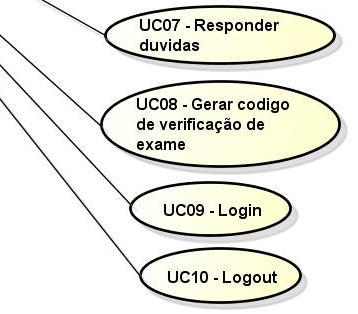 UC07 - Responder
duvidas
UC08 - Gerar codigo
de verificação de
exame
UC09 - Login
UC10 - Logout